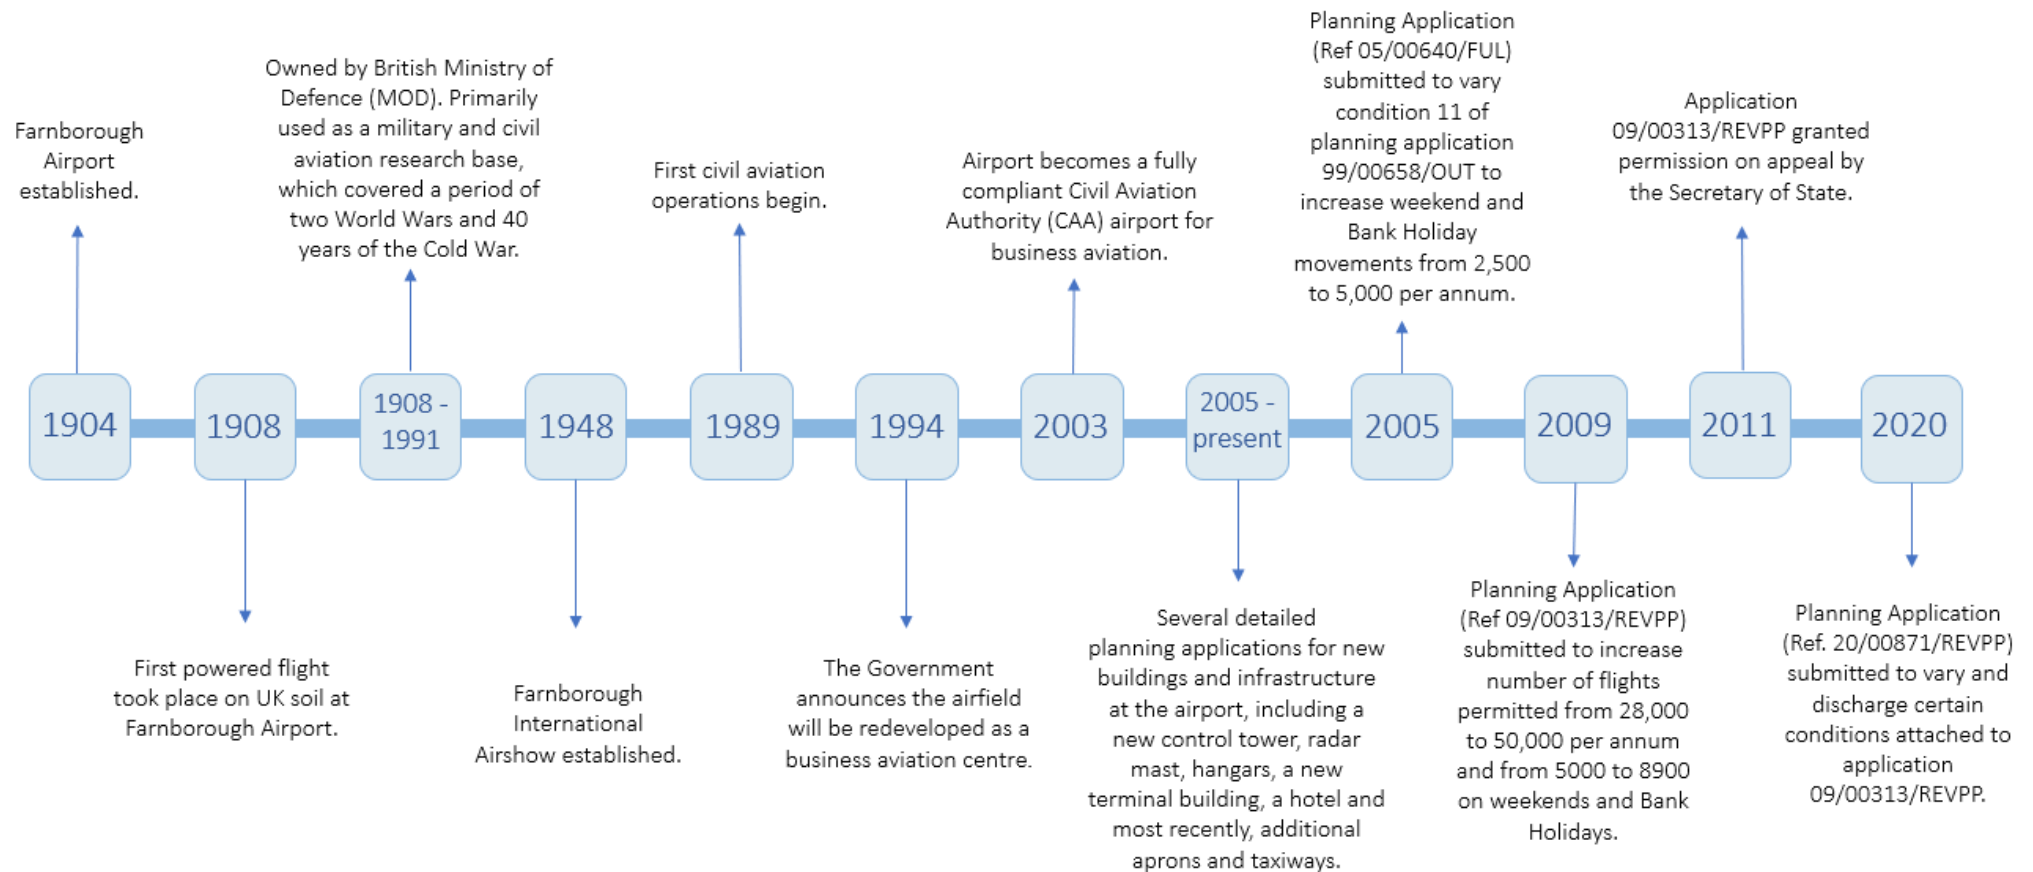 Farnborough
Airport
established.
Owned by British Ministry of
Defence (MOD). Primarily
used as a military and civil
aviation research base,
which covered a period of
two World Wars and 40
years of the Cold War.
First civil aviation
operations begin.
Airport becomes a fully
compliant Civil Aviation
Authority (CAA) airport for
business aviation.
Planning Application
(Ref 05/00640/FUL)
submitted to vary
condition 11 of
planning application
99/00658/OUT to
increase weekend and
Bank Holiday
movements from 2,500
to 5,000 per annum.
Application
09/00313/REVPP granted
permission on appeal by
the Secretary of State.
1904
1908
1908 -
1991
1948
1989
1994
2003
2005 -
present
2005
2009
2011
2020
First powered flight
took place on UK soil at
Farnborough Airport.
Farnborough
International
Airshow established.
The Government
announces the airfield
will be redeveloped as a
business aviation centre.
Several detailed
planning applications for new
buildings and infrastructure
at the airport, including a
new control tower, radar
mast, hangars, a new
terminal building, a hotel and
most recently, additional
aprons and taxiways.
Planning Application
(Ref 09/00313/REVPP)
submitted to increase
number of flights
permitted from 28,000
to 50,000 per annum
and from 5000 to 8900
on weekends and Bank
Holidays.
Planning Application
(Ref. 20/00871/REVPP)
submitted to vary and
discharge certain
conditions attached to
application
09/00313/REVPP.